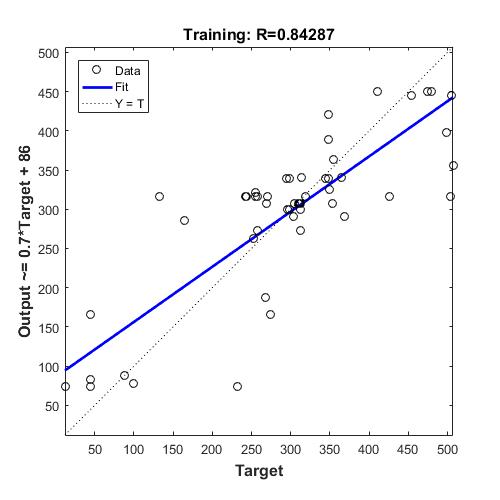 Training: R=0.84287
Output ~= 0.7*Target + 86
500
450
400
350
300
250
200
150
100
50
Data
Fit
Y = T
50 100 150 200 250 300 350 400 450 500
Target